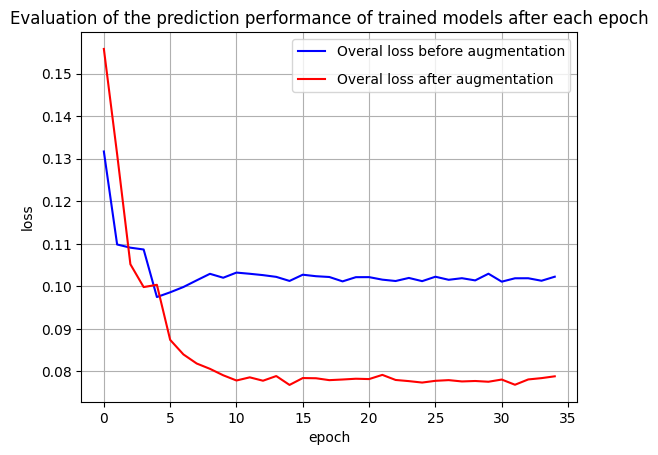 Evaluation of the prediction performance of trained models after each epoch
Overal loss before augmentation
Overal loss after augmentation
0.15
0.14
0.13
0.12
0.11
0.10
0.09
0.08
loss
0 5 10 15 20 25 30 35
epoch